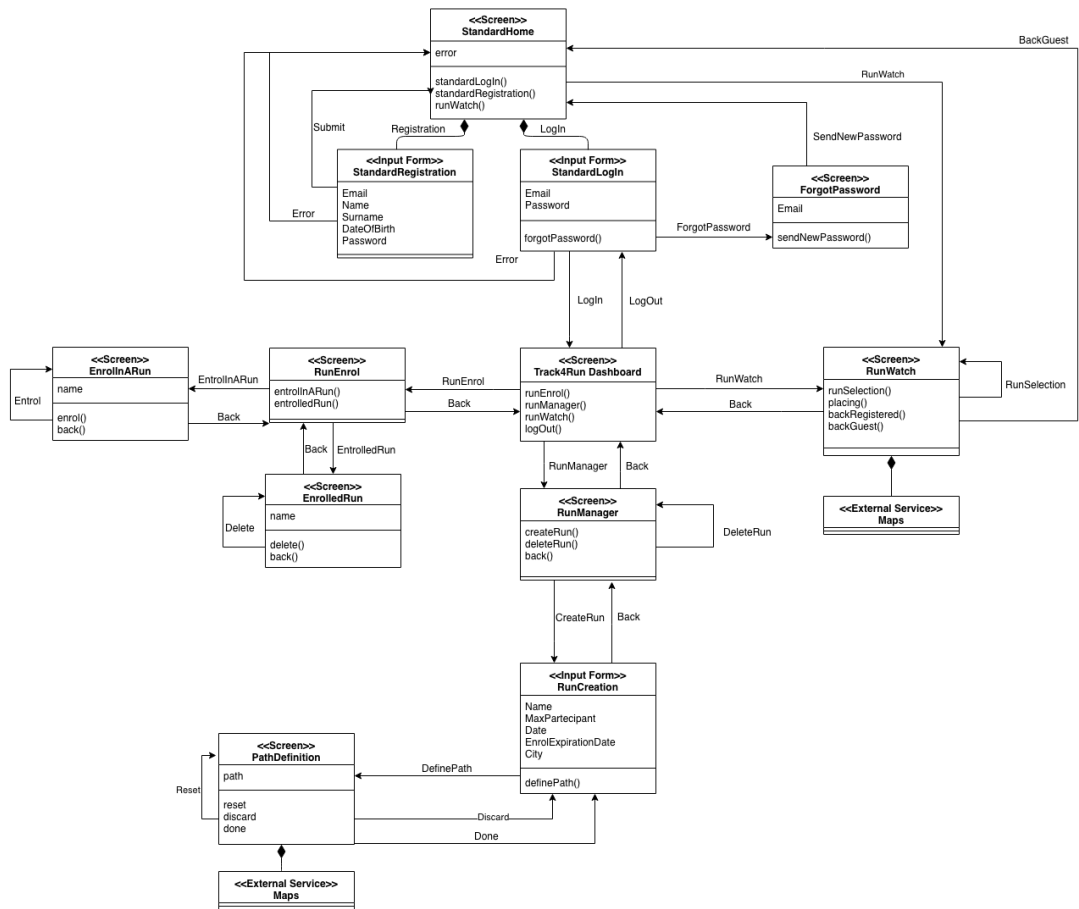 <<Screen>>
StandardHome
error
standardLogIn()
standardRegistration()
runWatch()
BackGuest
RunWatch
Submit
Registration
LogIn
SendNewPassword
<<Input Form>>
StandardRegistration
Email
Name
Surname
DateOfBirth
Password
<<Input Form>>
StandardLogIn
Email
Password
forgotPassword()
<<Screen>>
ForgotPassword
Email
sendNewPassword()
ForgotPassword
Error
Error
LogIn
LogOut
<<Screen>>
EnrolInARun
name
enrol()
back()
Entrol
EntrolInARun
Back
<<Screen>>
RunEnrol
entrolInARun()
entrolledRun()
RunEnrol
Back
<<Screen>>
Track4Run Dashboard
runEnrol()
runManager()
runWatch()
logOut()
RunWatch
Back
<<Screen>>
RunWatch
runSelection()
placing()
backRegistered()
backGuest()
RunSelection
Back
EntrolledRun
RunManager
Back
<<Screen>>
EnrolledRun
name
delete()
back()
Delete
<<Screen>>
RunManager
createRun()
deleteRun()
back()
DeleteRun
<<External Service>>
Maps
CreateRun
Back
<<Input Form>>
RunCreation
Name
MaxPartecipant
Date
EnrolExpirationDate
City
definePath()
<<Screen>>
PathDefinition
path
reset
discard
done
Reset
DefinePath
Discard
Done
<<External Service>>
Maps